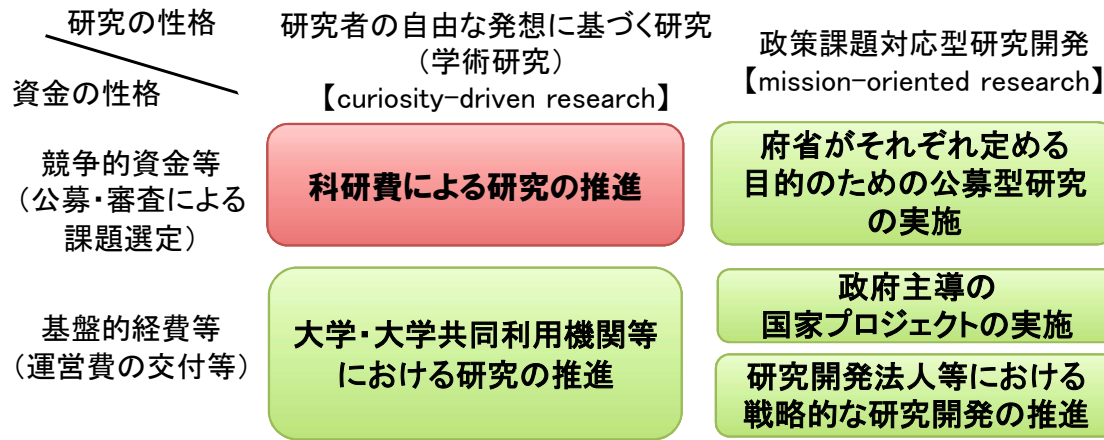 研究の性格
資金の性格
研究者の自由な発想に基づく研究
（学術研究）
【curiosity-driven research】
政策課題対応型研究開発
【mission-oriented research】
競争的資金等
（公募・審査による
課題選定）
科研費による研究の推進
府省がそれぞれ定める
目的のための公募型研究
の実施
基盤的経費等
（運営費の交付等）
大学・大学共同利用機関等
における研究の推進
政府主導の
国家プロジェクトの実施
研究開発法人等における
戦略的な研究開発の推進